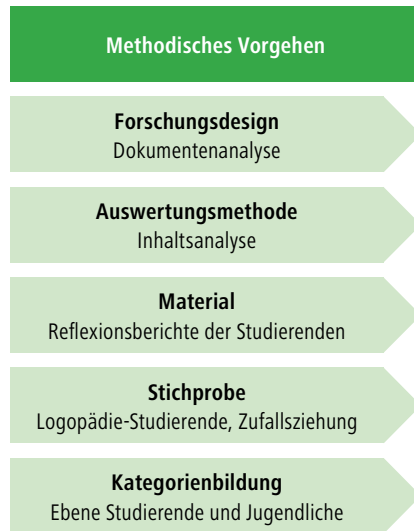 Methodisches Vorgehen
Forschungsdesign
Dokumentenanalyse
Auswertungsmethode
Inhaltsanalyse
Material
Reflexionsberichte der Studierenden
Stichprobe
Logopädie-Studierende, Zufallsziehung
Kategorienbildung
Ebene Studierende und Jugendliche